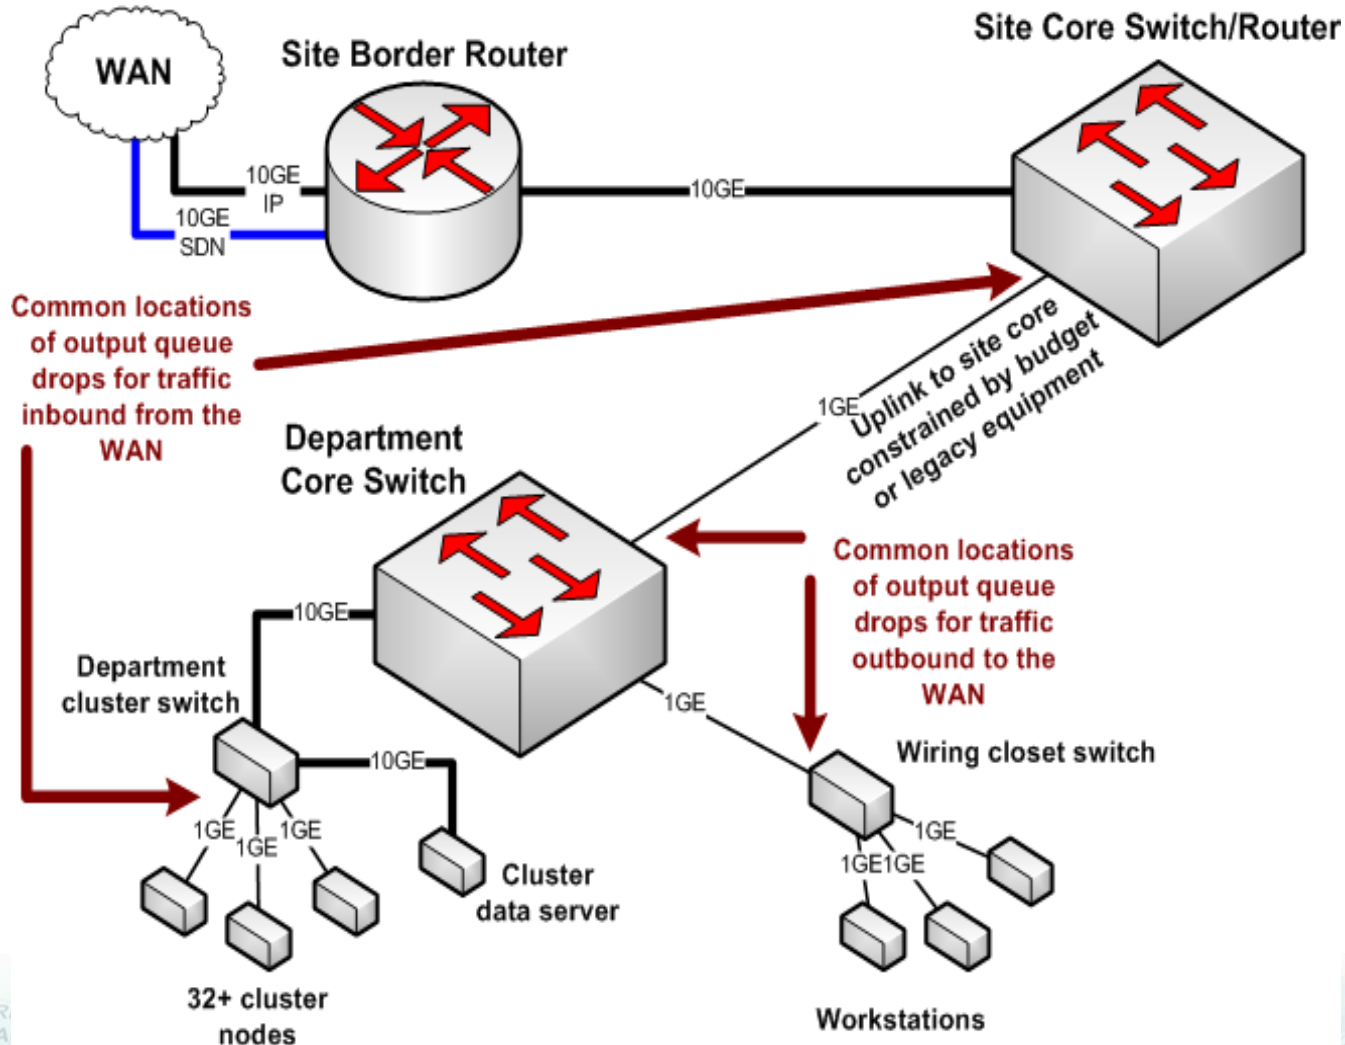 WAN
Site Border Router
Site Core Switch/Router
10GE
IP
10GE
SDN
10GE
Common locations
of output queue
drops for traffic
inbound from the
WAN
1GE
Uplink to site core
constrained by budget
or legacy equipment
Department
Core Switch
Common locations
of output queue
drops for traffic
outbound to the
WAN
10GE
1GE
Department
cluster switch
10GE
Wiring closet switch
1GE
1GE
1GE
1GE
1GE
1GE
Cluster
data server
32+ cluster
nodes
Workstations